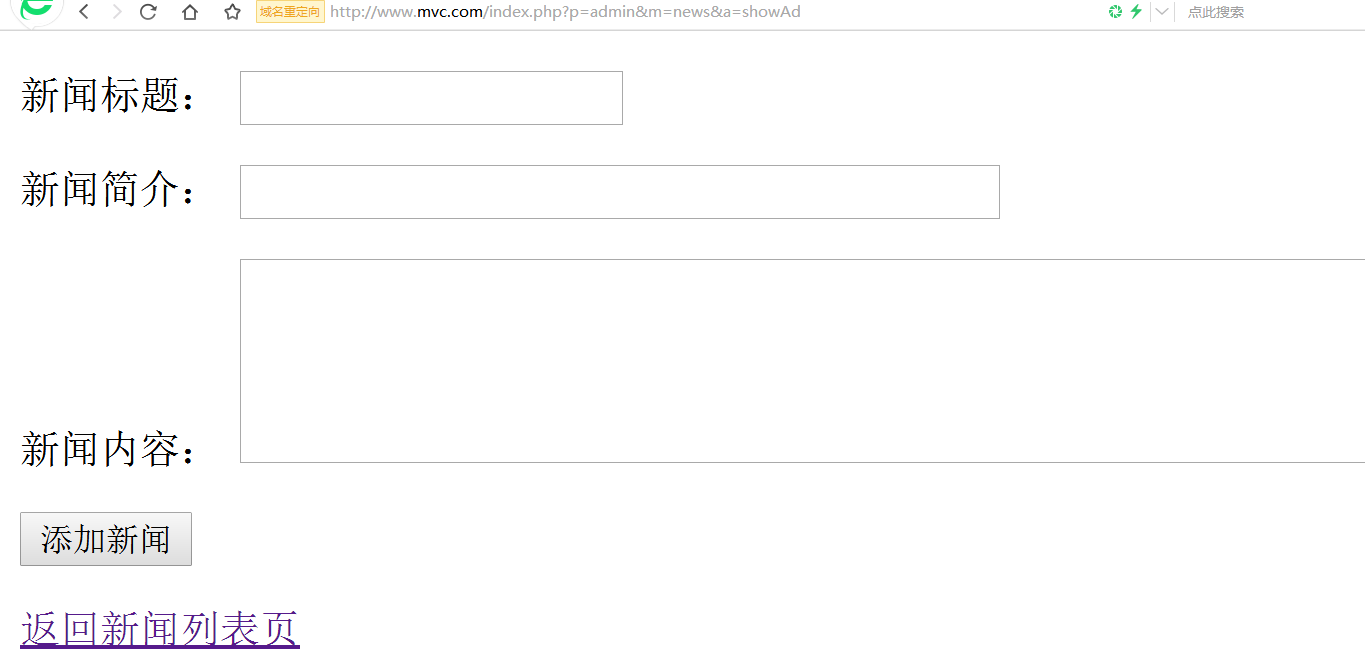 域名重定向 http://www.mvc.com/index.php?p=admin&m=news&a=showAd 点此搜索
新闻标题：
新闻简介：
新闻内容：
添加新闻
返回新闻列表页